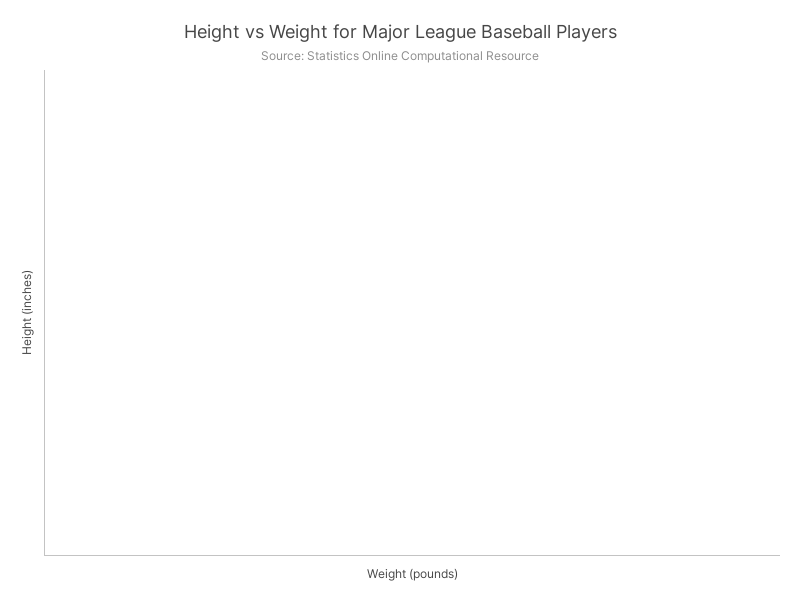 Height vs Weight for Major League Baseball Players
Source: Statistics Online Computational Resource
Height (inches)
Weight (pounds)